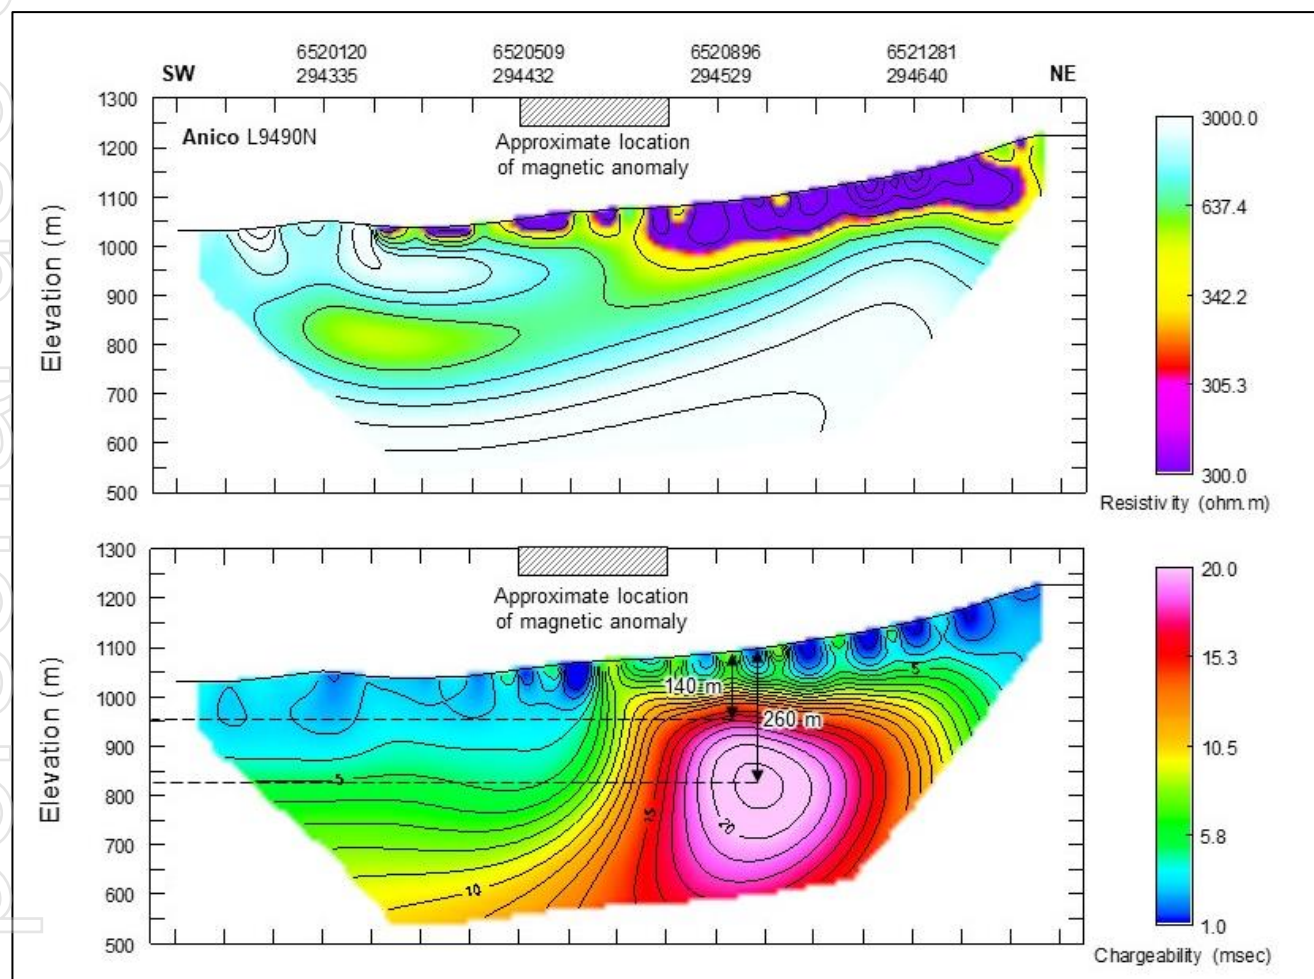 6520120 6520509 6520896 6521281
SW 294335 294432 294529 294640 NE
1300
1200
1100
1000
900
800
700
600
500
Elevation (m)
Anico L9490N
Approximate location
of magnetic anomaly
3000.0
637.4
342.2
305.3
300.0
Resistivity (ohm.m)
1300
1200
1100
1000
900
800
700
600
500
Elevation (m)
Approximate location
of magnetic anomaly
140 m
260 m
5
5
10
15
20
20.0
15.3
10.5
5.8
1.0
Chargeability (msec)